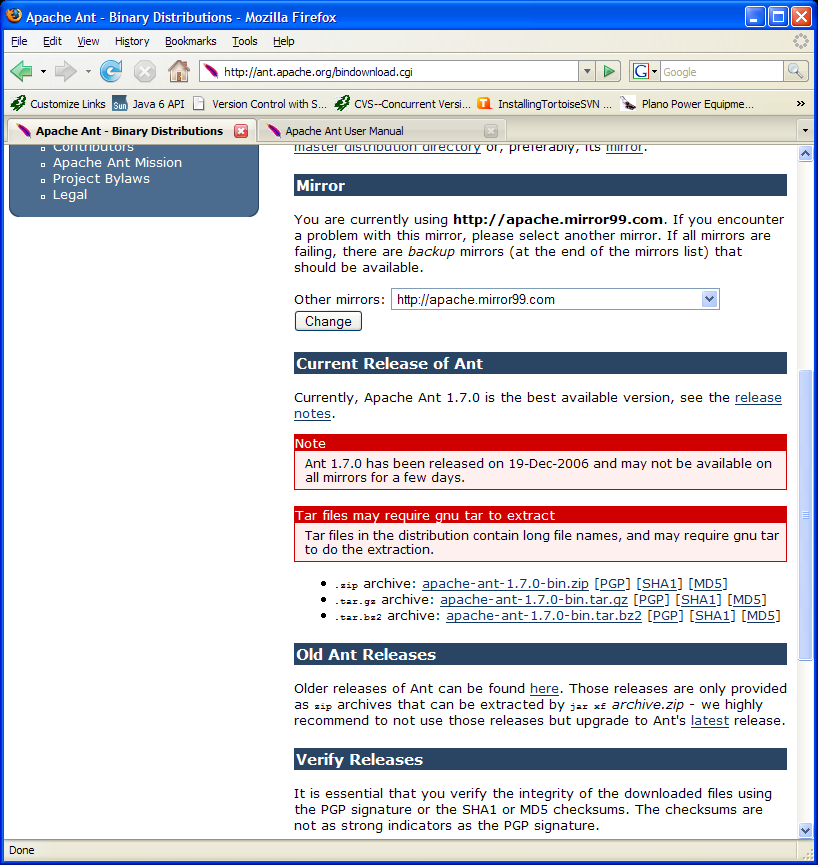 Apache Ant - Binary Distributions - Mozilla Firefox
File Edit View History Bookmarks Tools Help
http://ant.apache.org/bindownload.cgi
G Google
Customize Links Sun Java 6 API Version Control with S... CVS--Concurrent Versi... InstallingTortoiseSVN ... Plano Power Equipme... »
Apache Ant - Binary Distributions Apache Ant User Manual
Contributors
Apache Ant Mission
Project Bylaws
Legal
master distribution directory or, preferably, its mirror.
Mirror
You are currently using http://apache.mirror99.com. If you encounter
a problem with this mirror, please select another mirror. If all mirrors are
failing, there are backup mirrors (at the end of the mirrors list) that
should be available.
Other mirrors: http://apache.mirror99.com
Change
Current Release of Ant
Currently, Apache Ant 1.7.0 is the best available version, see the release
notes.
Note
Ant 1.7.0 has been released on 19-Dec-2006 and may not be available on
all mirrors for a few days.
Tar files may require gnu tar to extract
Tar files in the distribution contain long file names, and may require gnu tar
to do the extraction.
.zip archive: apache-ant-1.7.0-bin.zip [PGP] [SHA1] [MD5]
.tar.gz archive: apache-ant-1.7.0-bin.tar.gz [PGP] [SHA1] [MD5]
.tar.bz2 archive: apache-ant-1.7.0-bin.tar.bz2 [PGP] [SHA1] [MD5]
Old Ant Releases
Older releases of Ant can be found here. Those releases are only provided
as zip archives that can be extracted by jar xf archive.zip - we highly
recommend to not use those releases but upgrade to Ant's latest release.
Verify Releases
It is essential that you verify the integrity of the downloaded files using
the PGP signature or the SHA1 or MD5 checksums. The checksums are
not as strong indicators as the PGP signature.
Done